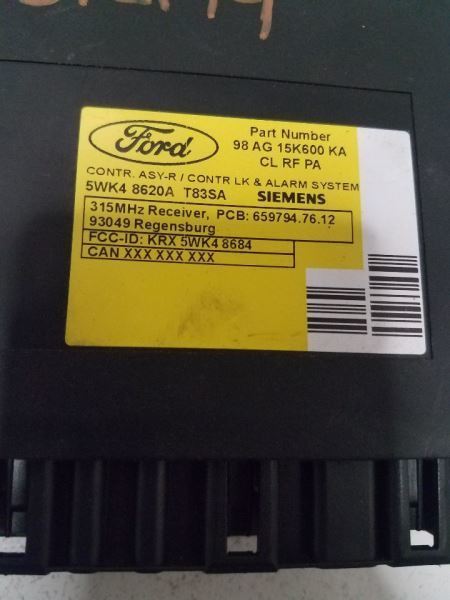 Ford
Part Number
98 AG 15K600 KA
CL RF PA
CONTR. ASY-R / CONTR LK & ALARM SYSTEM
5WK4 8620A T83SA SIEMENS
315MHz Receiver, PCB: 659794.76.12
93049 Regensburg
FCC-ID: KRX 5WK4 8684
CAN XXX XXX XXX